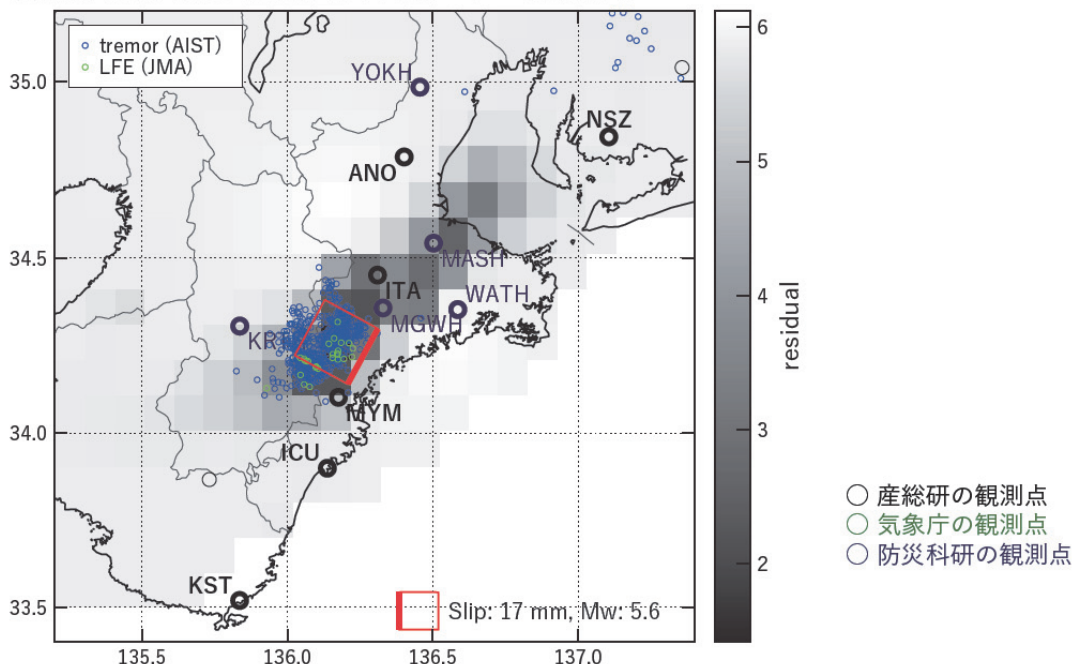 tremor (AIST)
LFE (JMA)
YOKH
NSZ
ANO
MASH
ITA
WATH
MGWH
KRT
MYM
ICU
KST
Slip: 17 mm, Mw: 5.6
35.0
34.5
34.0
33.5
135.5
136.0
136.5
137.0
6
5
4
3
2
residual
産総研の観測点
気象庁の観測点
防災科研の観測点